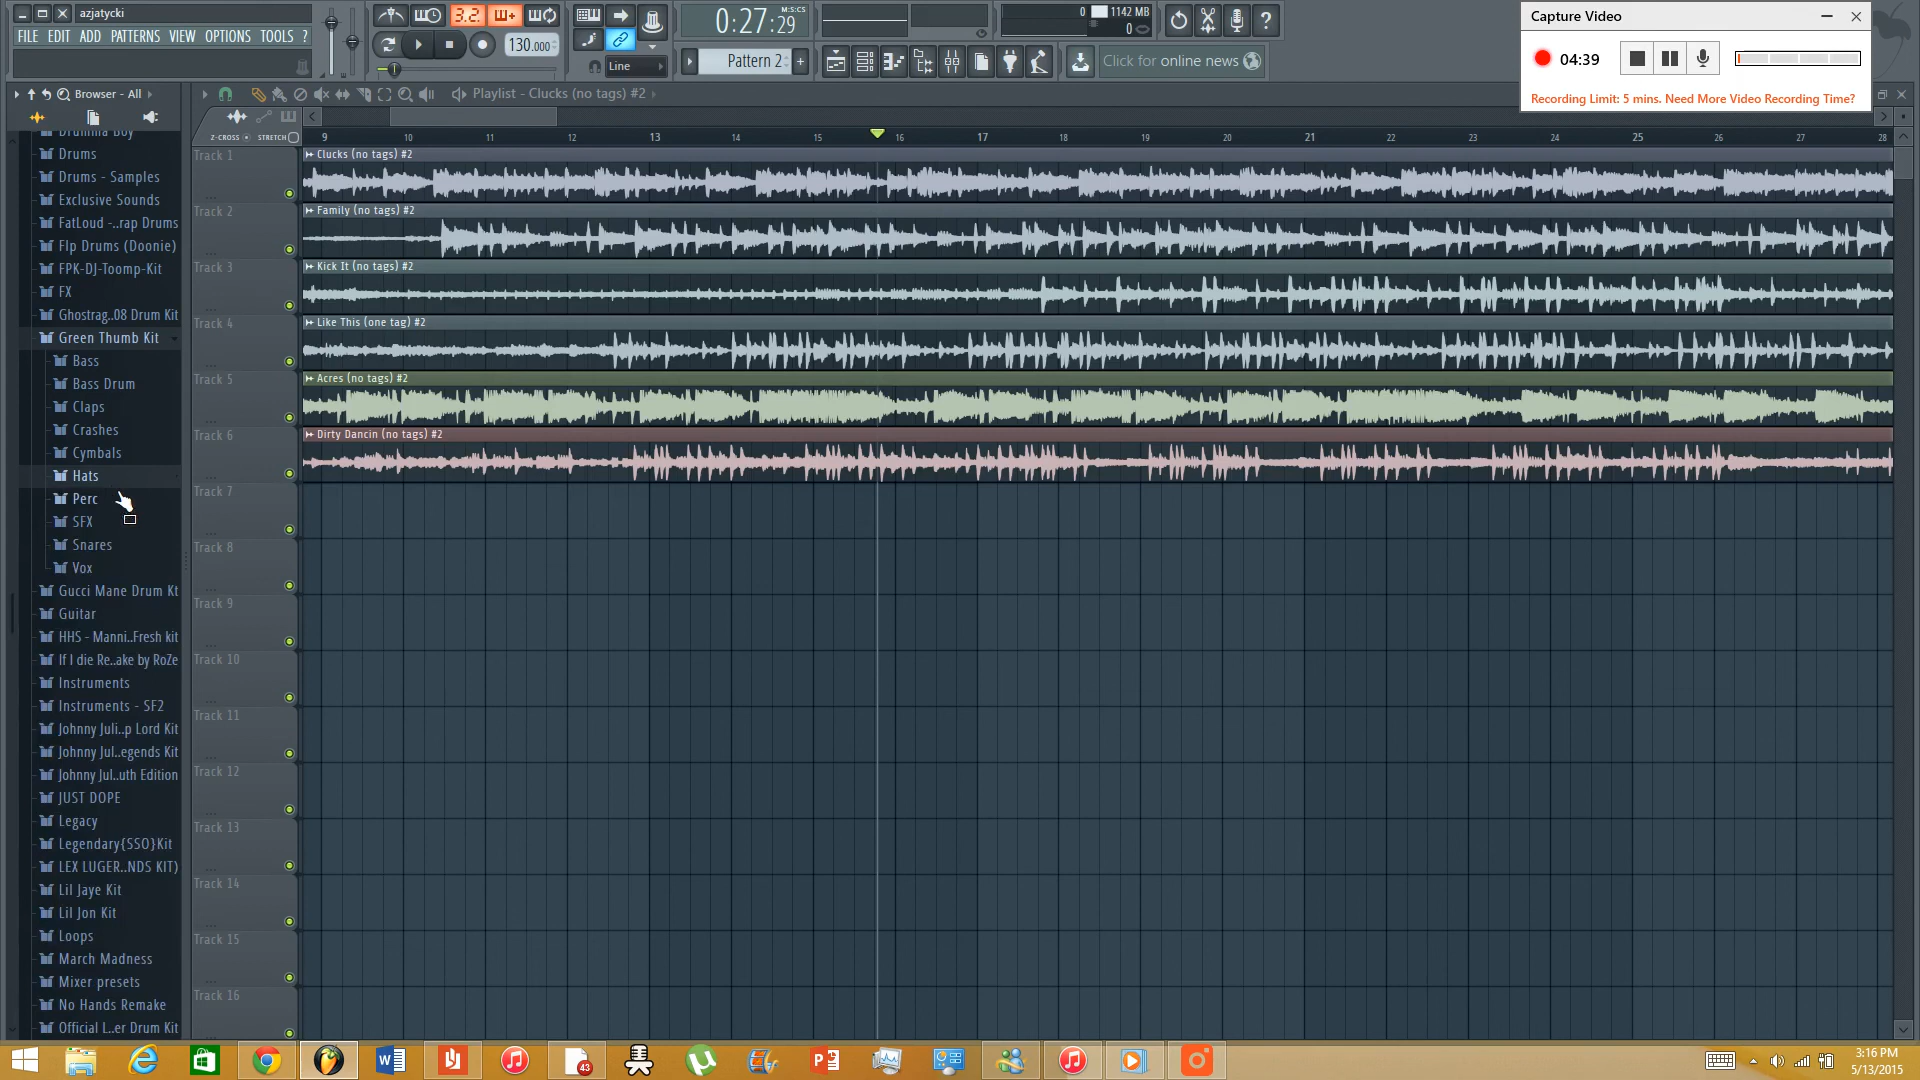 azjatycki
FILE EDIT ADD PATTERNS VIEW OPTIONS TOOLS ?
3.2
130.000
Line
0:27:29
M:S:CS
Pattern 2
0
1142 MB
0
Click for online news
Capture Video
04:39
Recording Limit: 5 mins. Need More Video Recording Time?
Browser - All
Playlist - Clucks (no tags) #2
Z-CROSS STRETCH
9 10 11 12 13 14 15 16 17 18 19 20 21 22 23 24 25 26 27 28
Drumma Boy
Drums
Drums - Samples
Exclusive Sounds
FatLoud -..rap Drums
Flp Drums (Doonie)
FPK-DJ-Toomp-Kit
FX
Ghostrag..08 Drum Kit
Green Thumb Kit
Bass
Bass Drum
Claps
Crashes
Cymbals
Hats
Perc
SFX
Snares
Vox
Gucci Mane Drum Kt
Guitar
HHS - Manni..Fresh kit
If I die Re..ake by RoZe
Instruments
Instruments - SF2
Johnny Juli..p Lord Kit
Johnny Jul..egends Kit
Johnny Jul..uth Edition
JUST DOPE
Legacy
Legendary{SSO}Kit
LEX LUGER..NDS KIT)
Lil Jaye Kit
Lil Jon Kit
Loops
March Madness
Mixer presets
No Hands Remake
Official L..er Drum Kit
Track 1
Clucks (no tags) #2
Track 2
Family (no tags) #2
Track 3
Kick It (no tags) #2
Track 4
Like This (one tag) #2
Track 5
Acres (no tags) #2
Track 6
Dirty Dancin (no tags) #2
Track 7
Track 8
Track 9
Track 10
Track 11
Track 12
Track 13
Track 14
Track 15
Track 16
43
3:16 PM
5/13/2015